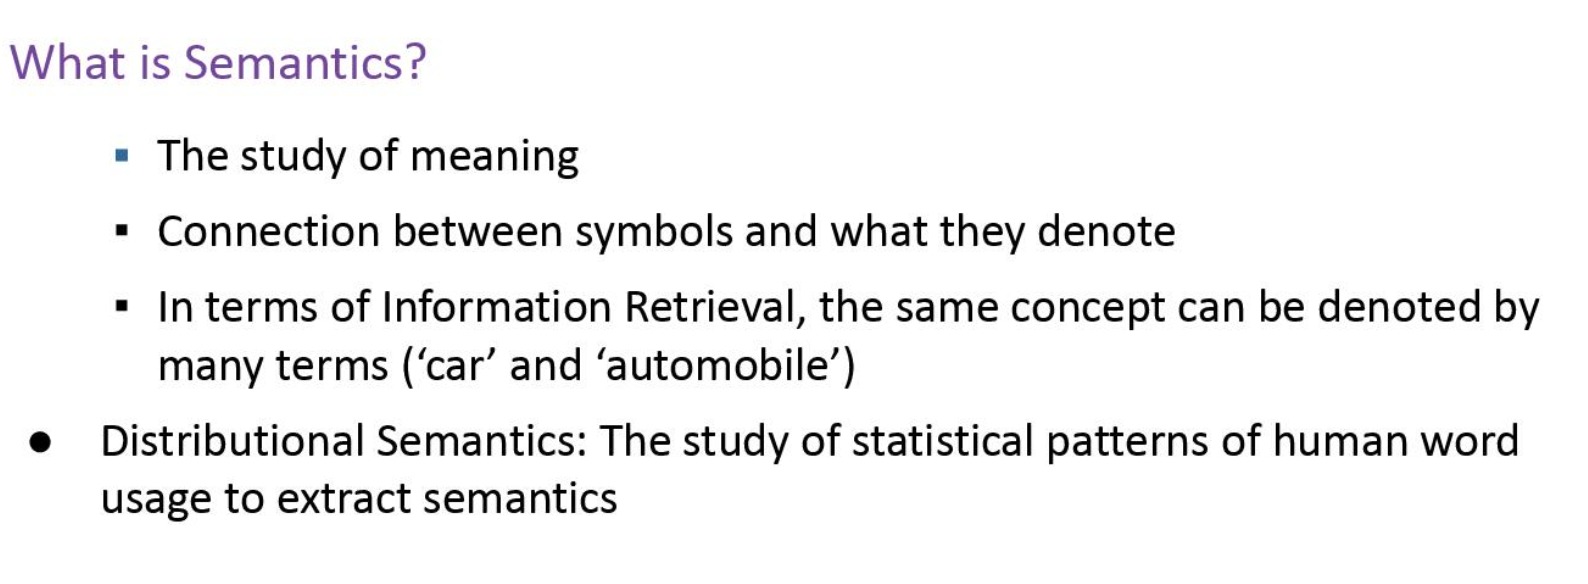 What is Semantics?
▪ The study of meaning
▪ Connection between symbols and what they denote
▪ In terms of Information Retrieval, the same concept can be denoted by
many terms (‘car’ and ‘automobile’)
● Distributional Semantics: The study of statistical patterns of human word
usage to extract semantics